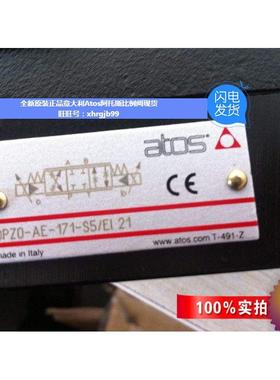 全新原装正品意大利Atos阿托斯比例阀现货
旺旺号：xhrgjb99
闪电
发货
atos
CE
DPZO-AE-171-S5/EI 21
made in Italy
www.atos.com T-491-Z
100%实拍